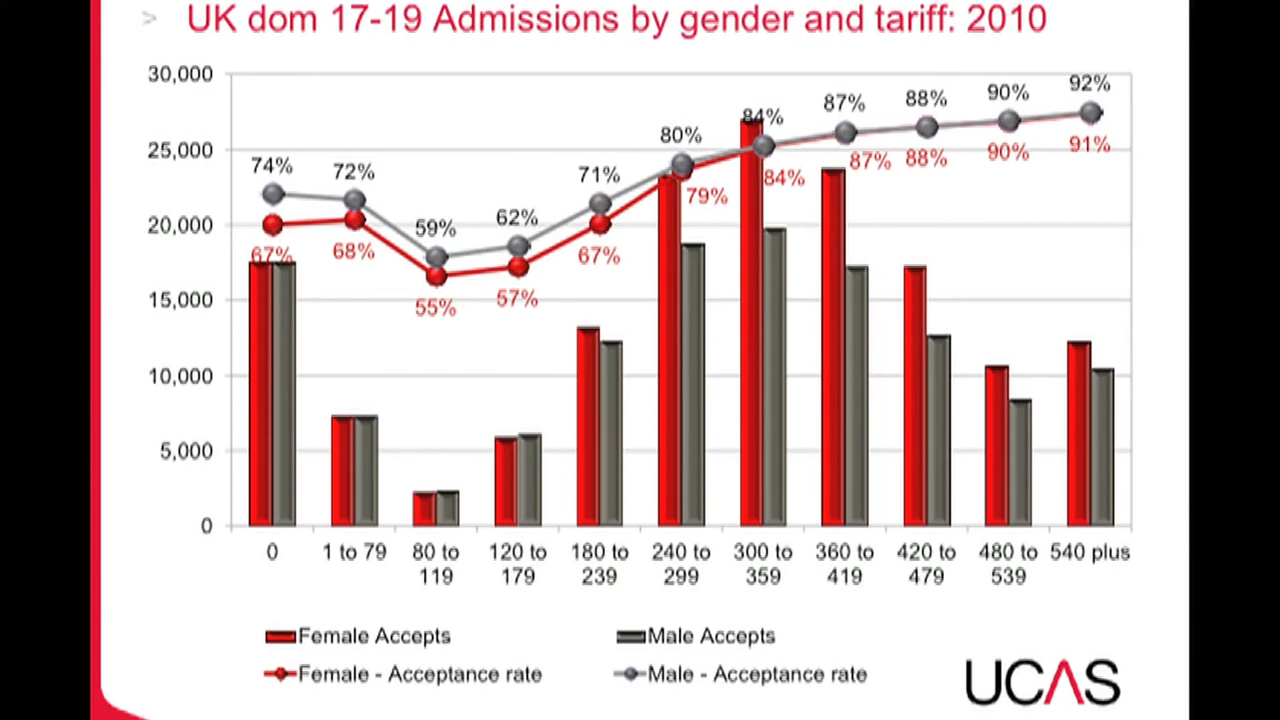 > UK dom 17-19 Admissions by gender and tariff: 2010
30,000
25,000
20,000
15,000
10,000
5,000
0
74% 72% 59% 62% 71% 80% 84% 87% 88% 90% 92%
67% 68% 55% 57% 67% 79% 84% 87% 88% 90% 91%
0 1 to 79 80 to 120 to 180 to 240 to 300 to 360 to 420 to 480 to 540 plus
119 179 239 299 359 419 479 539
Female Accepts Male Accepts
Female - Acceptance rate Male - Acceptance rate
UCAS